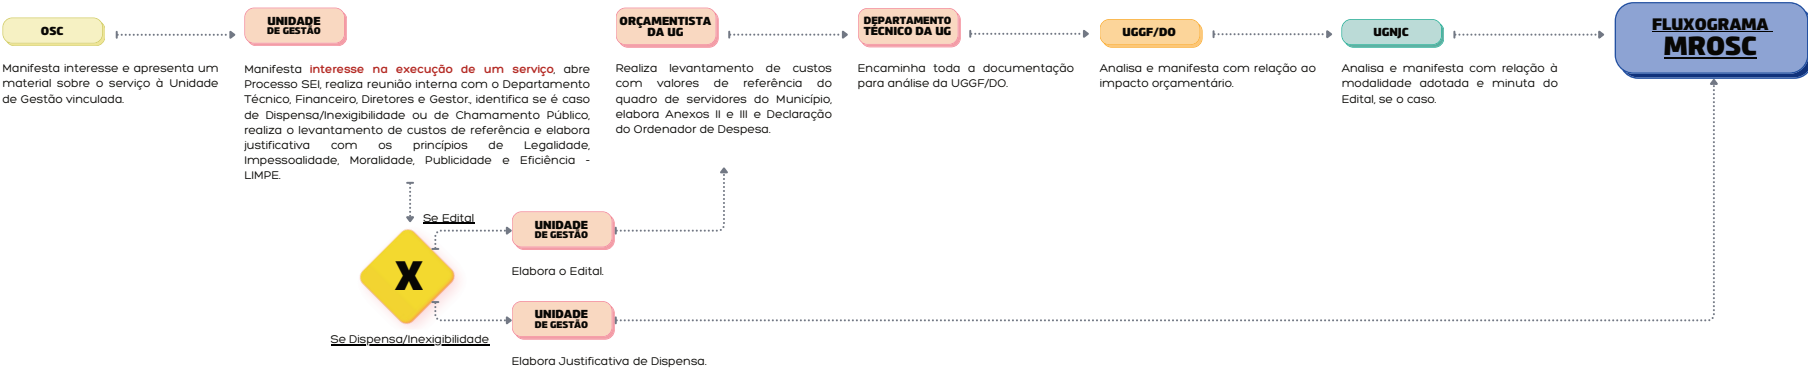 OSC
Manifesta interesse e apresenta um
material sobre o serviço à Unidade
de Gestão vinculada.
UNIDADE
DE GESTÃO
Manifesta interesse na execução de um serviço, abre
Processo SEI, realiza reunião interna com o Departamento
Técnico, Financeiro, Diretores e Gestor., identifica se é caso
de Dispensa/Inexigibilidade ou de Chamamento Público,
realiza o levantamento de custos de referência e elabora
justificativa com os princípios de Legalidade,
Impessoalidade, Moralidade, Publicidade e Eficiência -
LIMPE.
ORÇAMENTISTA
DA UG
Realiza levantamento de custos
com valores de referência do
quadro de servidores do Município,
elabora Anexos II e III e Declaração
do Ordenador de Despesa.
DEPARTAMENTO
TÉCNICO DA UG
Encaminha toda a documentação
para análise da UGGF/DO.
UGGF/DO
Analisa e manifesta com relação ao
impacto orçamentário.
UGNJC
Analisa e manifesta com relação à
modalidade adotada e minuta do
Edital, se o caso.
FLUXOGRAMA
MROSC
X
Se Edital
UNIDADE
DE GESTÃO
Elabora o Edital.
Se Dispensa/Inexigibilidade
UNIDADE
DE GESTÃO
Elabora Justificativa de Dispensa.